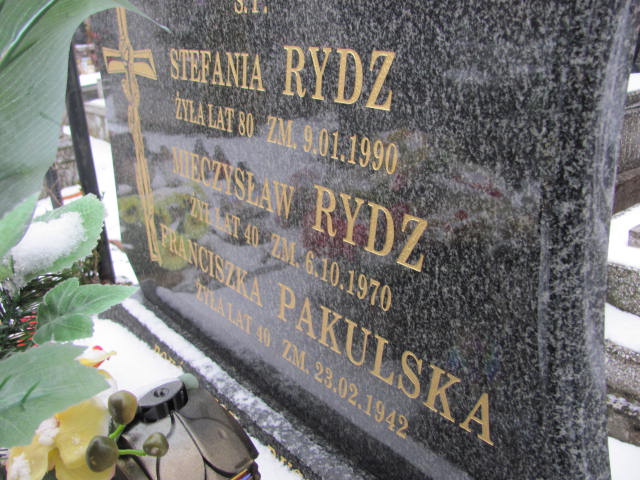 Ś.P.
STEFANIA RYDZ
ŻYŁA LAT 80 ZM. 9.01.1990
MIECZYSŁAW RYDZ
ŻYŁ LAT 40 ZM. 6.10.1970
FRANCISZKA PAKULSKA
ŻYŁA LAT 40 ZM. 23.02.1942